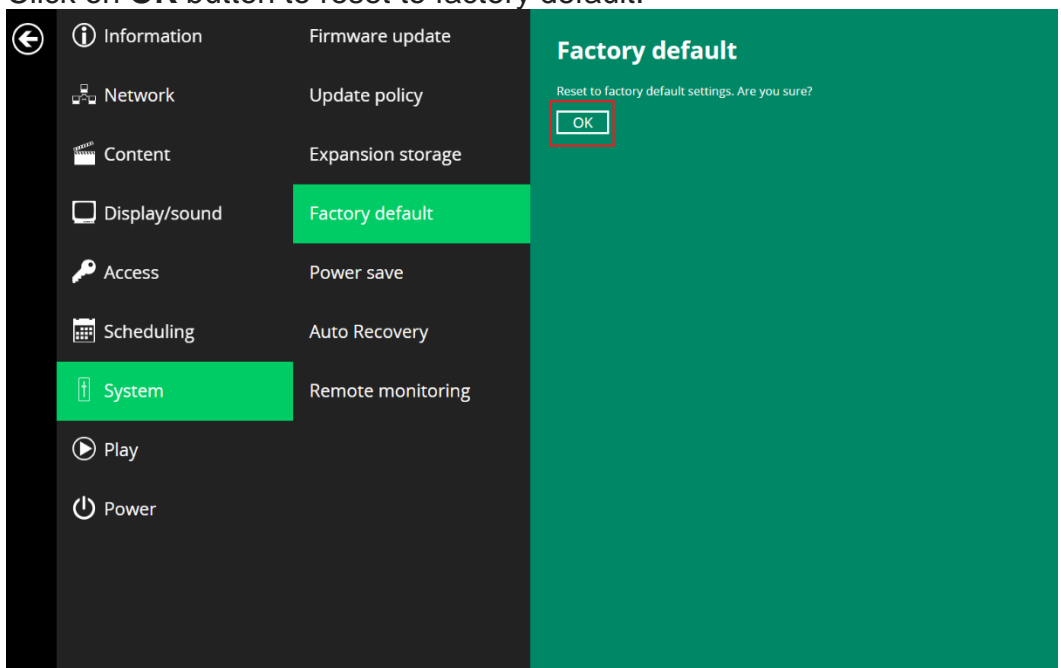 Click on OK button to reset to factory default.
Information
Network
Content
Display/sound
Access
Scheduling
System
Play
Power
Firmware update
Update policy
Expansion storage
Factory default
Power save
Auto Recovery
Remote monitoring
Factory default
Reset to factory default settings. Are you sure?
OK